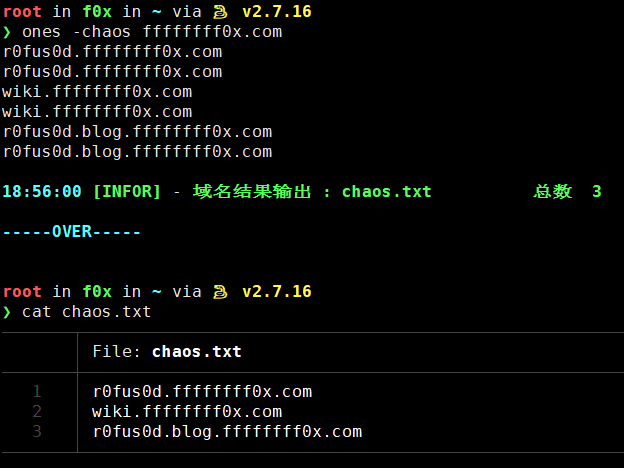 root in f0x in ~ via v2.7.16
❯ ones -chaos ffffffff0x.com
r0fus0d.ffffffff0x.com
r0fus0d.ffffffff0x.com
wiki.ffffffff0x.com
wiki.ffffffff0x.com
r0fus0d.blog.ffffffff0x.com
r0fus0d.blog.ffffffff0x.com
18:56:00 [INFOR] - 域名结果输出 : chaos.txt 总数 3
-----OVER-----
root in f0x in ~ via v2.7.16
❯ cat chaos.txt
File: chaos.txt
1 r0fus0d.ffffffff0x.com
2 wiki.ffffffff0x.com
3 r0fus0d.blog.ffffffff0x.com